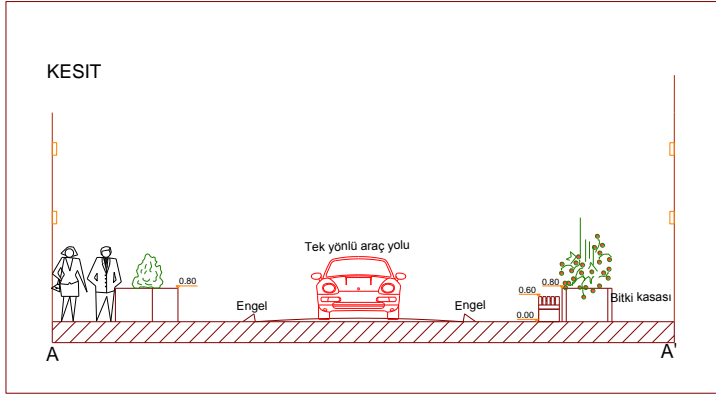 KESIT
Tek yönlü araç yolu
0.80
Engel
Engel
0.60
0.80
Bitki kasası
0.00
A
A'